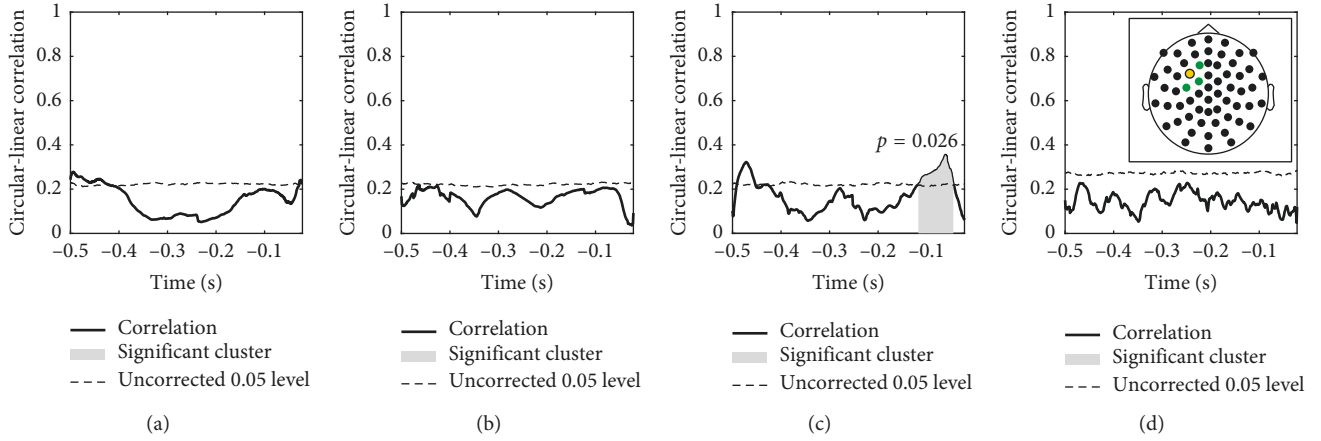 Circular-linear correlation
1
0.8
0.6
0.4
0.2
0
−0.5 −0.4 −0.3 −0.2 −0.1
Time (s)
Correlation
Significant cluster
Uncorrected 0.05 level
(a)
Circular-linear correlation
1
0.8
0.6
0.4
0.2
0
−0.5 −0.4 −0.3 −0.2 −0.1
Time (s)
Correlation
Significant cluster
Uncorrected 0.05 level
(b)
Circular-linear correlation
1
0.8
0.6
0.4
0.2
0
p = 0.026
−0.5 −0.4 −0.3 −0.2 −0.1
Time (s)
Correlation
Significant cluster
Uncorrected 0.05 level
(c)
Circular-linear correlation
1
0.8
0.6
0.4
0.2
0
−0.5 −0.4 −0.3 −0.2 −0.1
Time (s)
Correlation
Significant cluster
Uncorrected 0.05 level
(d)